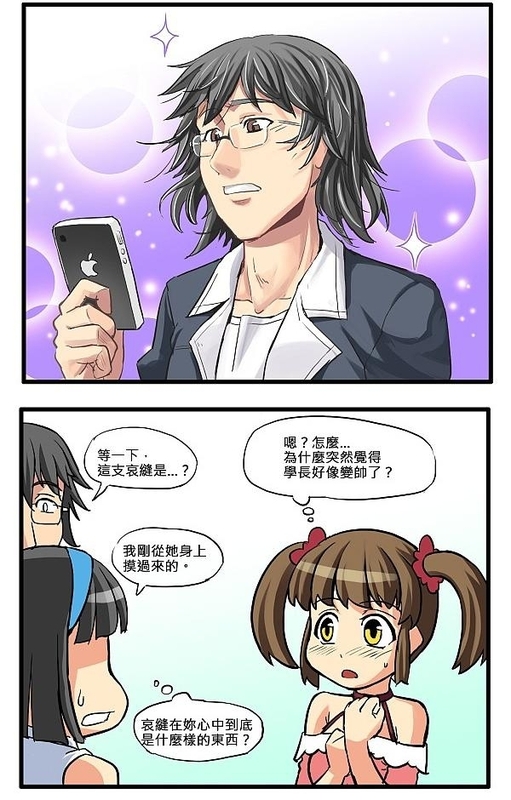 等一下，
這支哀縫是...？
嗯？怎麼...
為什麼突然覺得
學長好像變帥了？
我剛從她身上
摸過來的。
哀縫在妳心中到底
是什麼樣的東西？